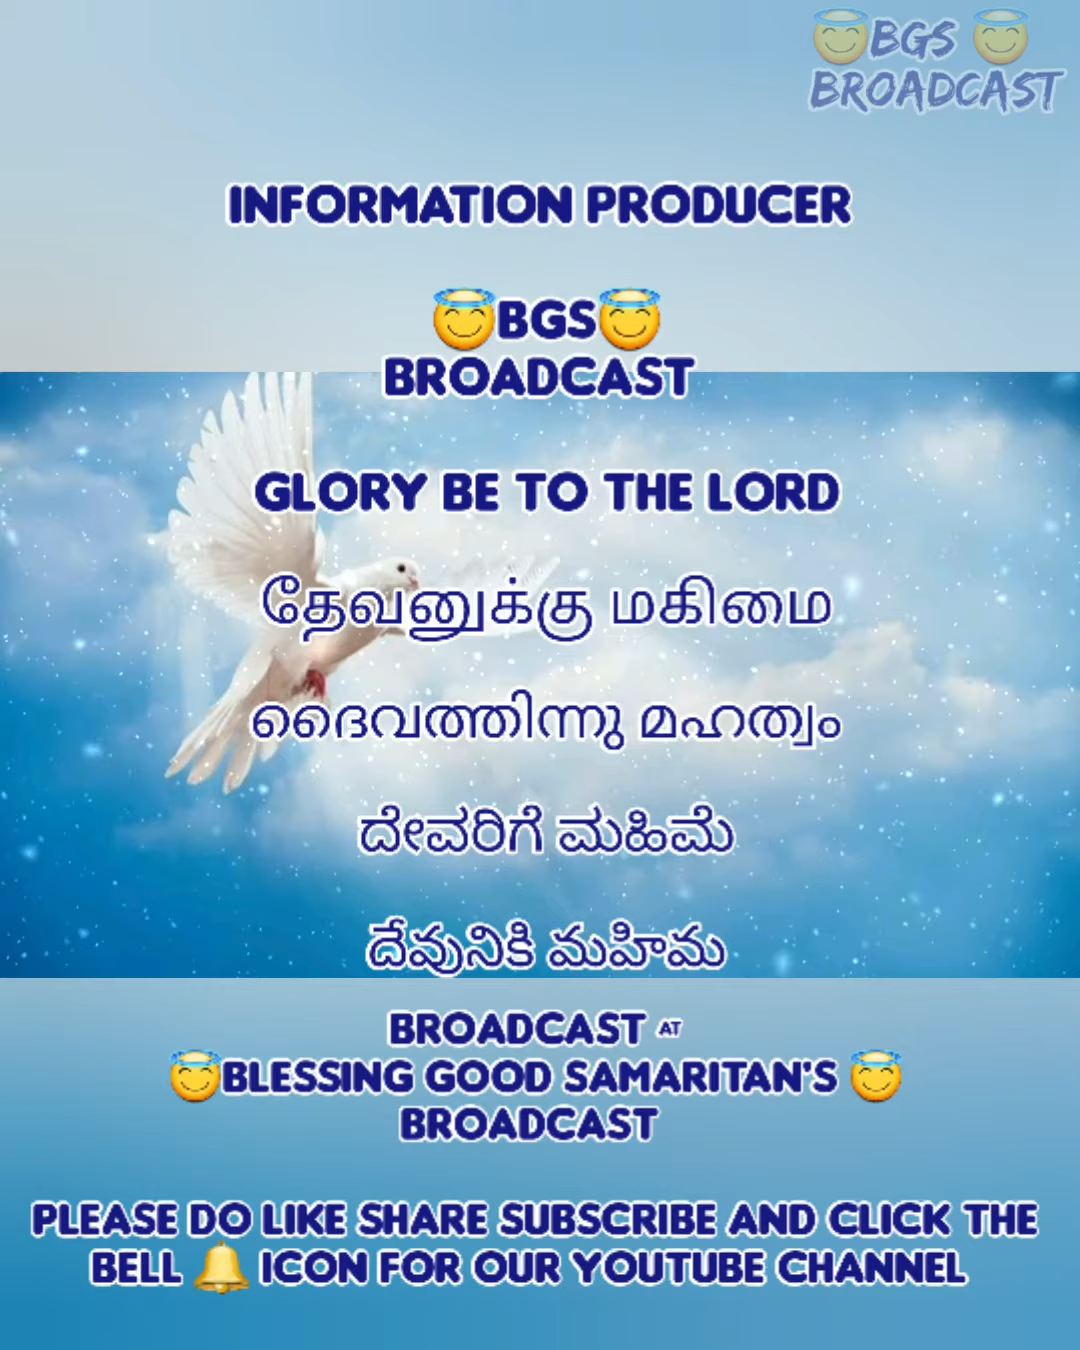 😇BGS 😇
BROADCAST
INFORMATION PRODUCER
😇BGS😇
BROADCAST
GLORY BE TO THE LORD
தேவனுக்கு மகிமை
ദൈവത്തിന്നു മഹത്വം
ದೇವರಿಗೆ ಮಹಿಮೆ
దేవునికి మహిమ
BROADCAST AT
😇BLESSING GOOD SAMARITAN'S 😇
BROADCAST
PLEASE DO LIKE SHARE SUBSCRIBE AND CLICK THE
BELL 🔔 ICON FOR OUR YOUTUBE CHANNEL